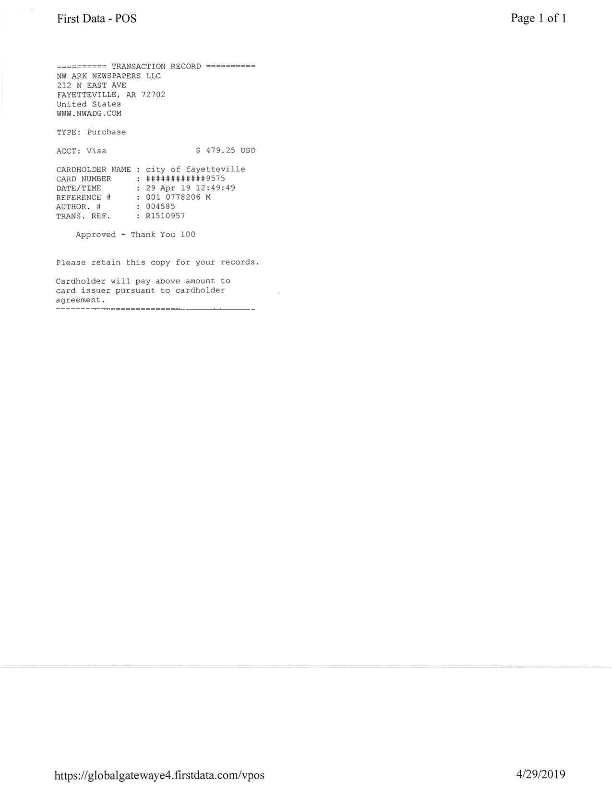 First Data - POS
Page 1 of 1
========== TRANSACTION RECORD ==========
NW ARK NEWSPAPERS LLC
212 N EAST AVE
FAYETTEVILLE, AR 72702
United States
WWW.NWADG.COM
TYPE: Purchase
ACCT: Visa $ 479.25 USD
CARDHOLDER NAME : city of fayetteville
CARD NUMBER : ############9575
DATE/TIME : 29 Apr 19 12:49:49
REFERENCE # : 001 0778206 M
AUTHOR. # : 004585
TRANS. REF. : R1510957
Approved - Thank You 100
Please retain this copy for your records.
Cardholder will pay above amount to
card issuer pursuant to cardholder
agreement.
========================================
https://globalgatewaye4.firstdata.com/vpos
4/29/2019